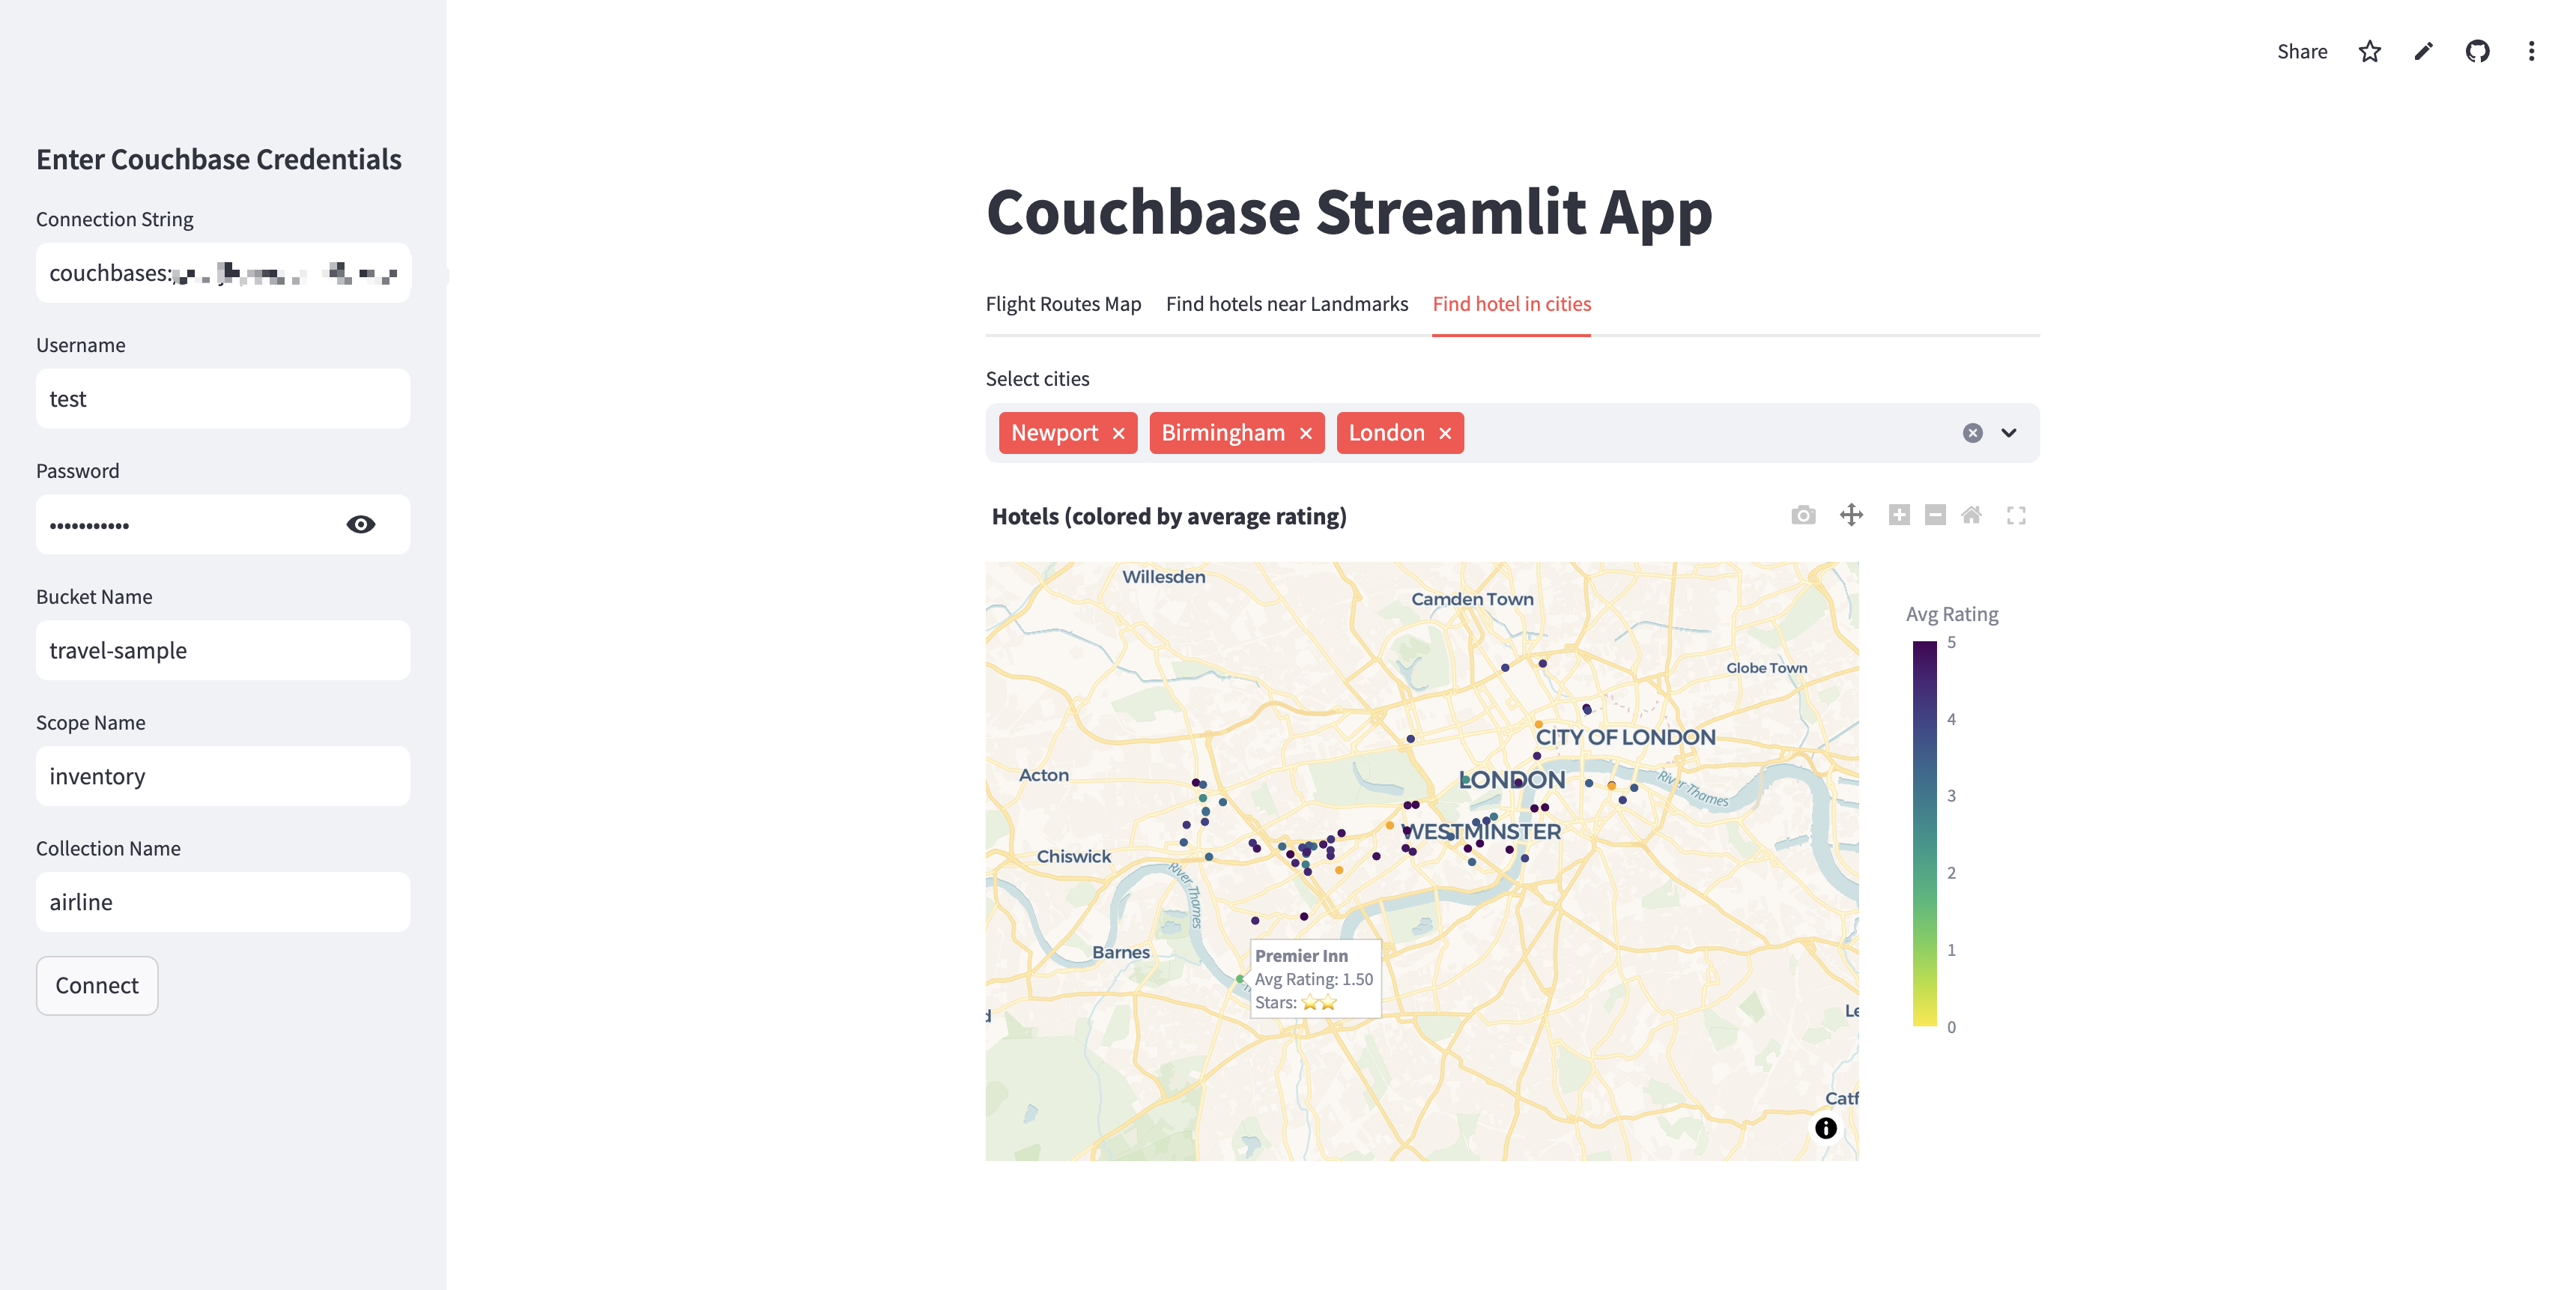 Share
Enter Couchbase Credentials
Connection String
couchbases:
Username
test
Password
•••••••••••
Bucket Name
travel-sample
Scope Name
inventory
Collection Name
airline
Connect
Couchbase Streamlit App
Flight Routes Map Find hotels near Landmarks Find hotel in cities
Select cities
Newport × Birmingham × London ×
Hotels (colored by average rating)
Willesden
Camden Town
Globe Town
CITY OF LONDON
Acton
LONDON
River Thames
WESTMINSTER
Chiswick
River Thames
Barnes
Premier Inn
Avg Rating: 1.50
Stars: ⭐⭐
d
Le
Catf
Avg Rating
5
4
3
2
1
0